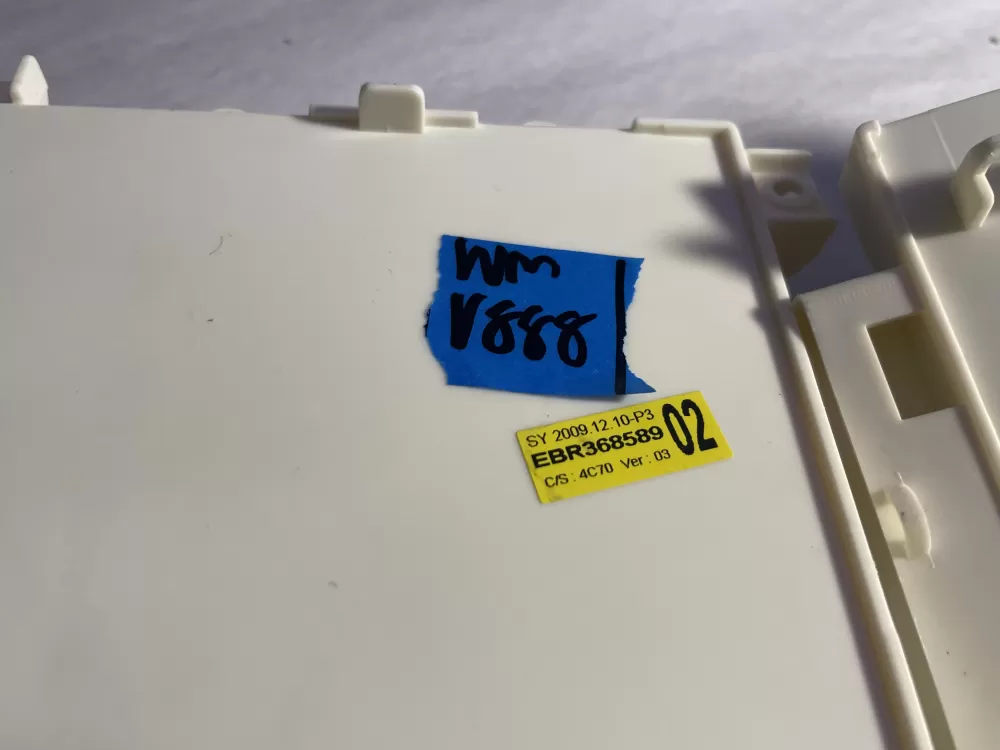 WM
V888
SY 2009.12.10-P3
EBR368589 02
C/S : 4C70 Ver : 03